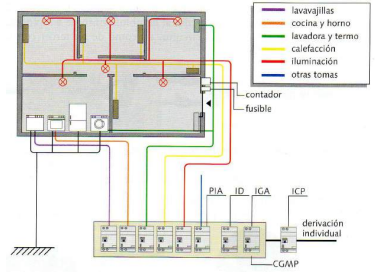 lavavajillas
cocina y horno
lavadora y termo
calefacción
iluminación
otras tomas
contador
fusible
PIA
ID
IGA
ICP
derivación
individual
CGMP